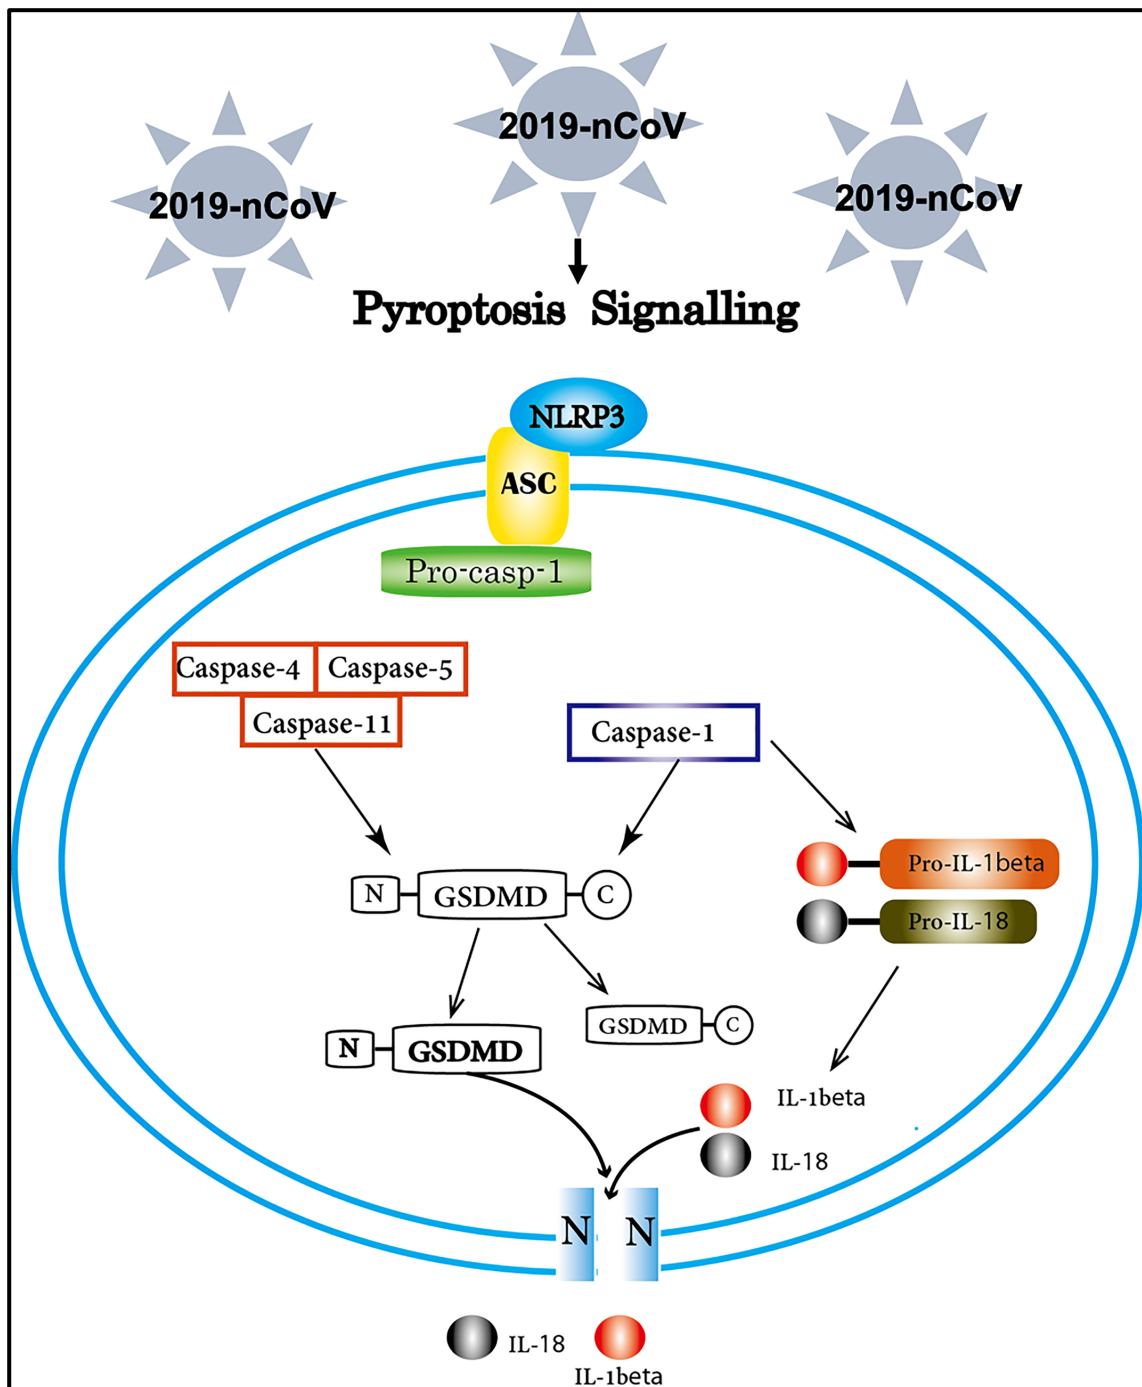 2019-nCoV
2019-nCoV
2019-nCoV
Pyroptosis Signalling
NLRP3
ASC
Pro-casp-1
Caspase-4
Caspase-5
Caspase-11
Caspase-1
N
GSDMD
C
Pro-IL-1beta
Pro-IL-18
N
GSDMD
GSDMD
C
IL-1beta
IL-18
N
N
IL-18
IL-1beta